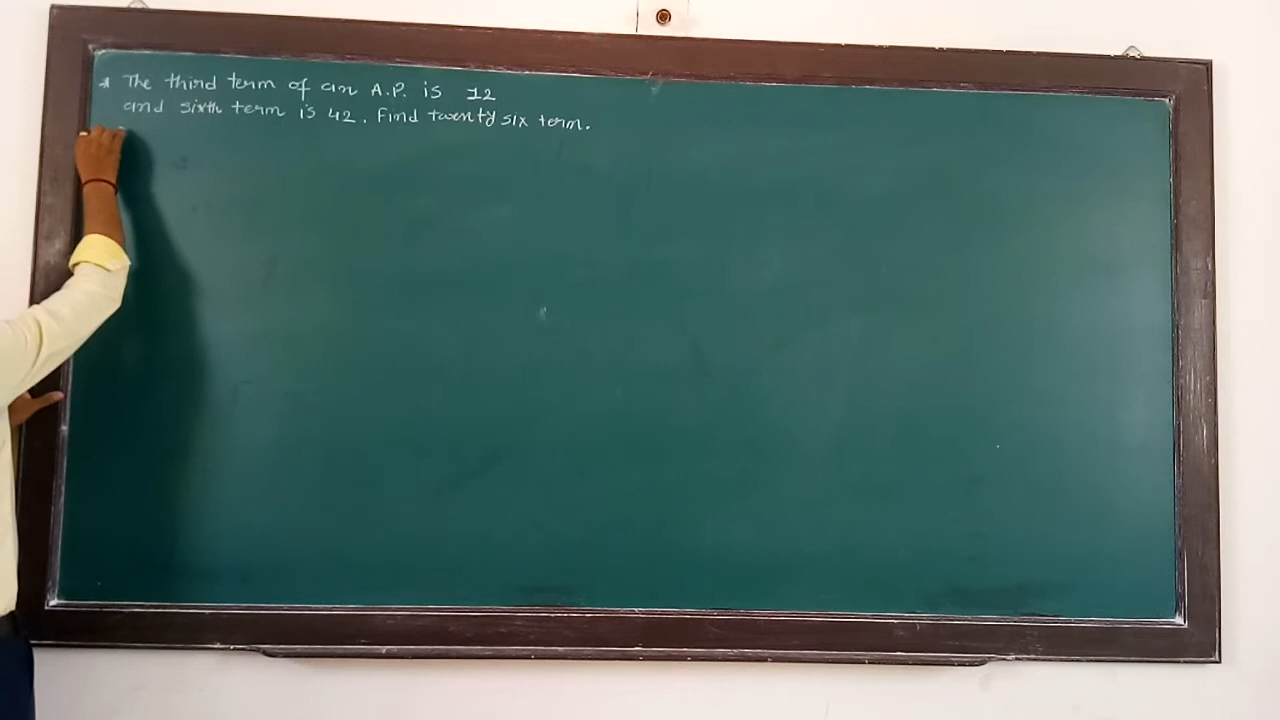 * The third term of an A.P. is 12
and sixth term is 42. Find twenty six term.